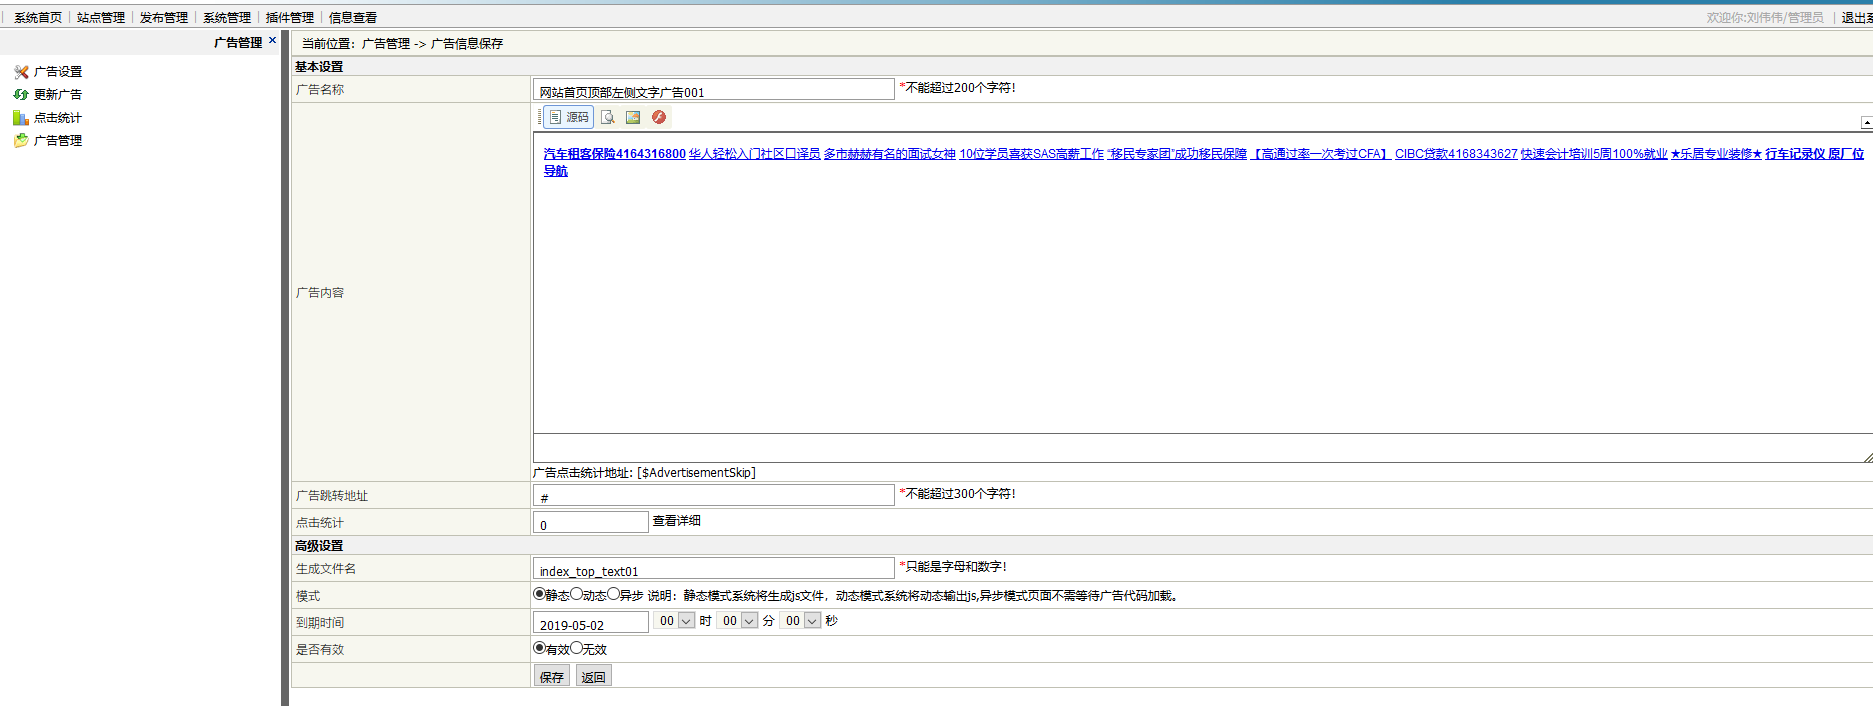 系统首页 | 站点管理 | 发布管理 | 系统管理 | 插件管理 | 信息查看
欢迎你:刘伟伟/管理员 | 退出系
广告管理 ×
广告设置
更新广告
点击统计
广告管理
当前位置：广告管理 -> 广告信息保存
基本设置
广告名称 网站首页顶部左侧文字广告001 *不能超过200个字符!
源码
广告内容
汽车租客保险4164316800 华人轻松入门社区口译员 多市赫赫有名的面试女神 10位学员喜获SAS高薪工作 “移民专家团”成功移民保障 【高通过率一次考过CFA】 CIBC贷款4168343627 快速会计培训5周100%就业 ★乐居专业装修★ 行车记录仪 原厂位
导航
广告点击统计地址: [$AdvertisementSkip]
广告跳转地址 # *不能超过300个字符!
点击统计 0 查看详细
高级设置
生成文件名 index_top_text01 *只能是字母和数字!
模式 静态 动态 异步 说明：静态模式系统将生成js文件，动态模式系统将动态输出js,异步模式页面不需等待广告代码加载。
到期时间 2019-05-02 00 时 00 分 00 秒
是否有效 有效 无效
保存 返回